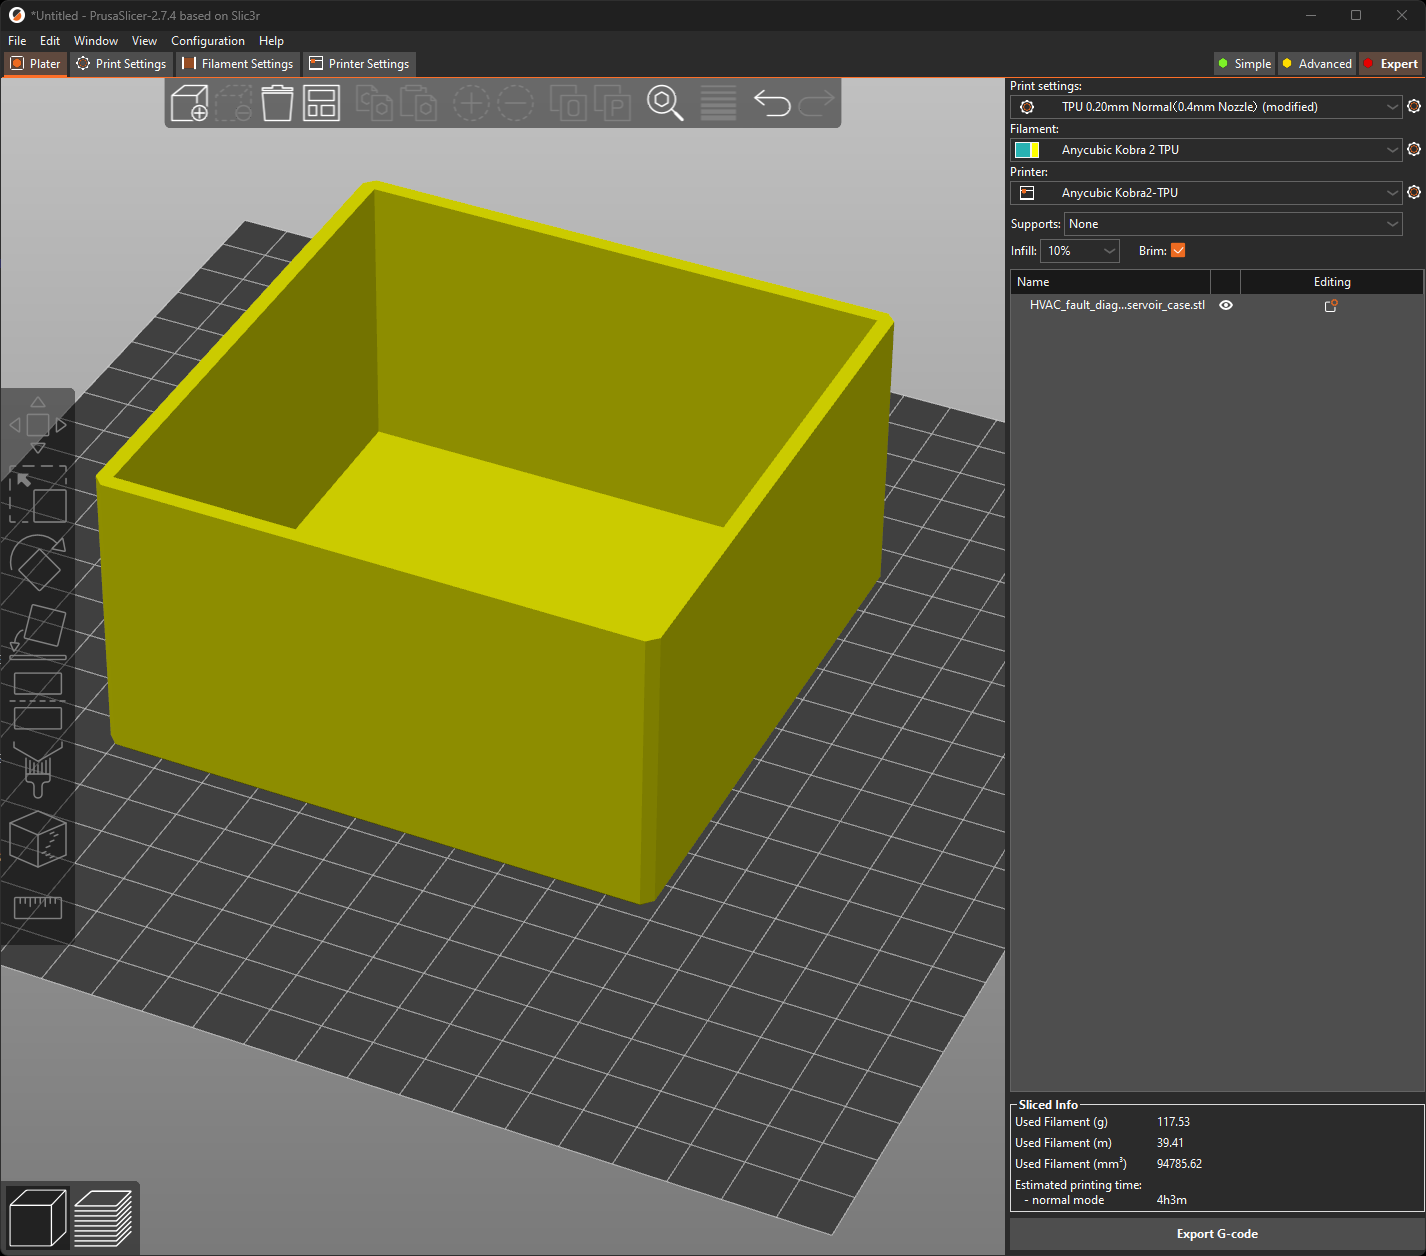 *Untitled - PrusaSlicer-2.7.4 based on Slic3r
File Edit Window View Configuration Help
Plater Print Settings Filament Settings Printer Settings Simple Advanced Expert
Print settings:
TPU 0.20mm Normal(0.4mm Nozzle) (modified)
Filament:
Anycubic Kobra 2 TPU
Printer:
Anycubic Kobra2-TPU
Supports: None
Infill: 10% Brim:
Name Editing
HVAC_fault_diag...servoir_case.stl
Sliced Info
Used Filament (g) 117.53
Used Filament (m) 39.41
Used Filament (mm³) 94785.62
Estimated printing time:
- normal mode 4h3m
Export G-code